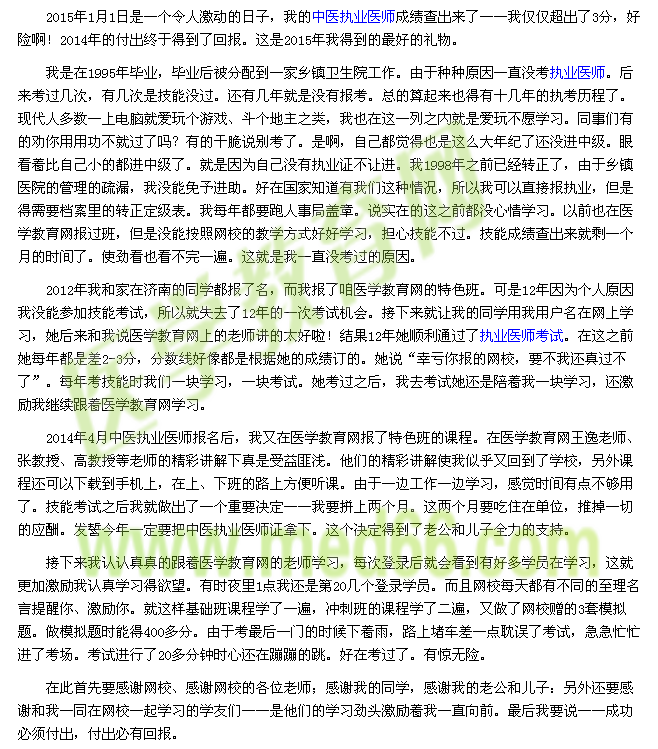 2015年1月1日是一个令人激动的日子，我的中医执业医师成绩查出来了——我仅仅超出了3分，好
险啊！2014年的付出终于得到了回报。这是2015年我得到的最好的礼物。
我是在1995年毕业，毕业后被分配到一家乡镇卫生院工作。由于种种原因一直没考执业医师。后
来考过几次，有几次是技能没过。还有几年就是没有报考。总的算起来也得有十几年的执考历程了。
现代人多数一上电脑就爱玩个游戏、斗个地主之类，我也在这一列之内就是爱玩不愿学习。同事们有
的劝你用用功不就过了吗？有的干脆说别考了。是啊，自己都觉得也是这么大年纪了还没进中级。眼
看着比自己小的都进中级了。就是因为自己没有执业证不让进。我1998年之前已经转正了，由于乡镇
医院的管理的疏漏，我没能免予进助。好在国家知道有我们这种情况，所以我可以直接报执业，但是
得需要档案里的转正定级表。我每年都要跑人事局盖章。说实在的这之前都没心情学习。以前也在医
学教育网报过班，但是没能按照网校的教学方式好好学习，担心技能不过。技能成绩查出来就剩一个
月的时间了。使劲看也看不完一遍。这就是我一直没考过的原因。
2012年我和家在济南的同学都报了名，而我报了咱医学教育网的特色班。可是12年因为个人原因
我没能参加技能考试，所以就失去了12年的一次考试机会。接下来就让我的同学用我用户名在网上学
习，她后来和我说医学教育网上的老师讲的太好啦！结果12年她顺利通过了执业医师考试。在这之前
她每年都是差2-3分，分数线好像都是根据她的成绩订的。她说“幸亏你报的网校，要不我还真过不
了”。每年考技能时我们一块学习，一块考试。她考过之后，我去考试她还是陪着我一块学习，还激
励我继续跟着医学教育网学习。
2014年4月中医执业医师报名后，我又在医学教育网报了特色班的课程。在医学教育网王逸老师、
张教授、高教授等老师的精彩讲解下真是受益匪浅。他们的精彩讲解使我似乎又回到了学校，另外课
程还可以下载到手机上，在上、下班的路上方便听课。由于一边工作一边学习，感觉时间有点不够用
了。技能考试之后我就做出了一个重要决定——我要拼上两个月。这两个月要吃住在单位，推掉一切
的应酬。发誓今年一定要把中医执业医师证拿下。这个决定得到了老公和儿子全力的支持。
接下来我认认真真的跟着医学教育网的老师学习，每次登录后就会看到有好多学员在学习，这就
更加激励我认真学习得欲望。有时夜里1点我还是第20几个登录学员。而且网校每天都有不同的至理名
言提醒你、激励你。就这样基础班课程学了一遍，冲刺班的课程学了二遍，又做了网校赠的3套模拟
题。做模拟题时能得400多分。由于考最后一门的时候下着雨，路上堵车差一点耽误了考试，急急忙忙
进了考场。考试进行了20多分钟时心还在蹦蹦的跳。好在考过了。有惊无险。
在此首先要感谢网校、感谢网校的各位老师；感谢我的同学，感谢我的老公和儿子：另外还要感
谢和我一同在网校一起学习的学友们——是他们的学习劲头激励着我一直向前。最后我要说——成功
必须付出，付出必有回报。
医学教育网
www.med66.com